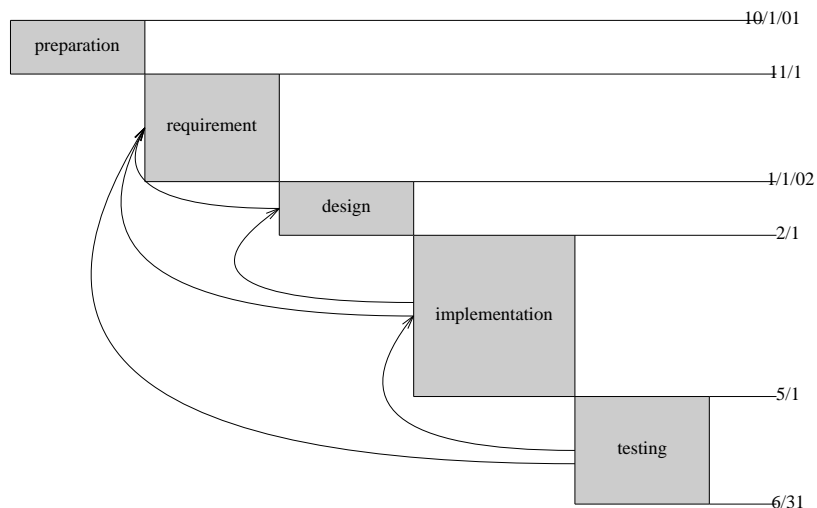 10/1/01
preparation
11/1
requirement
1/1/02
design
2/1
implementation
5/1
testing
6/31